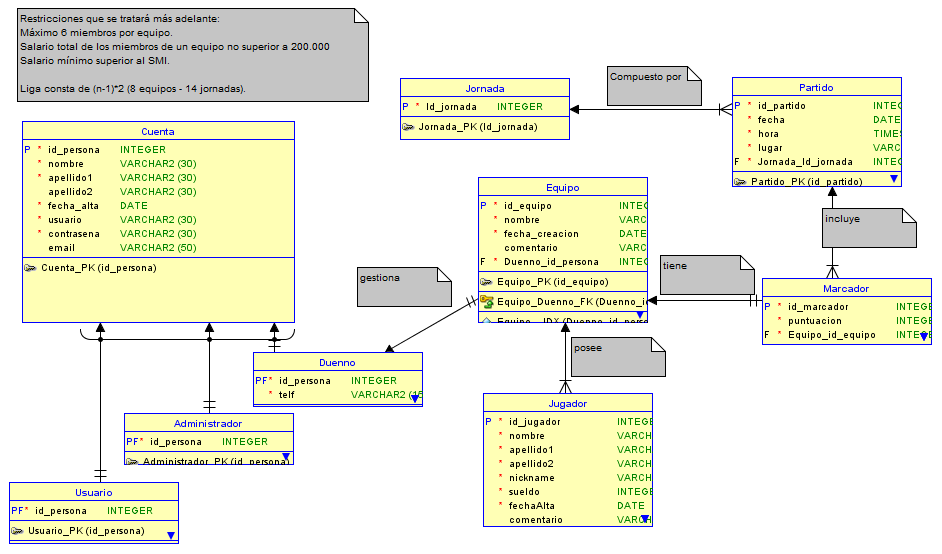 Restricciones que se tratará más adelante:
Máximo 6 miembros por equipo.
Salario total de los miembros de un equipo no superior a 200.000
Salario mínimo superior al SMI.
Liga consta de (n-1)*2 (8 equipos - 14 jornadas).
Jornada
P * Id_jornada INTEGER
Jornada_PK (Id_jornada)
Compuesto por
Partido
P * id_partido INTEG
* fecha DATE
* hora TIMES
* lugar VARC
F * Jornada_Id_jornada INTEG
Partido_PK (id_partido)
Cuenta
P * id_persona INTEGER
* nombre VARCHAR2 (30)
* apellido1 VARCHAR2 (30)
apellido2 VARCHAR2 (30)
* fecha_alta DATE
* usuario VARCHAR2 (30)
* contrasena VARCHAR2 (30)
email VARCHAR2 (50)
Cuenta_PK (id_persona)
Equipo
P * id_equipo INTEG
* nombre VARC
* fecha_creacion DATE
comentario VARC
F * Duenno_id_persona INTEG
Equipo_PK (id_equipo)
Equipo_Duenno_FK (Duenno_id
gestiona
tiene
incluye
Marcador
P * id_marcador INTEGE
* puntuacion INTEGE
F * Equipo_id_equipo INTEGE
posee
Duenno
PF* id_persona INTEGER
* telf VARCHAR2 (15
Administrador
PF* id_persona INTEGER
Administrador_PK (id_persona)
Usuario
PF* id_persona INTEGER
Usuario_PK (id_persona)
Jugador
P * id_jugador INTEGE
* nombre VARCH
* apellido1 VARCH
* apellido2 VARCH
* nickname VARCH
* sueldo INTEGE
* fechaAlta DATE
comentario VARCH